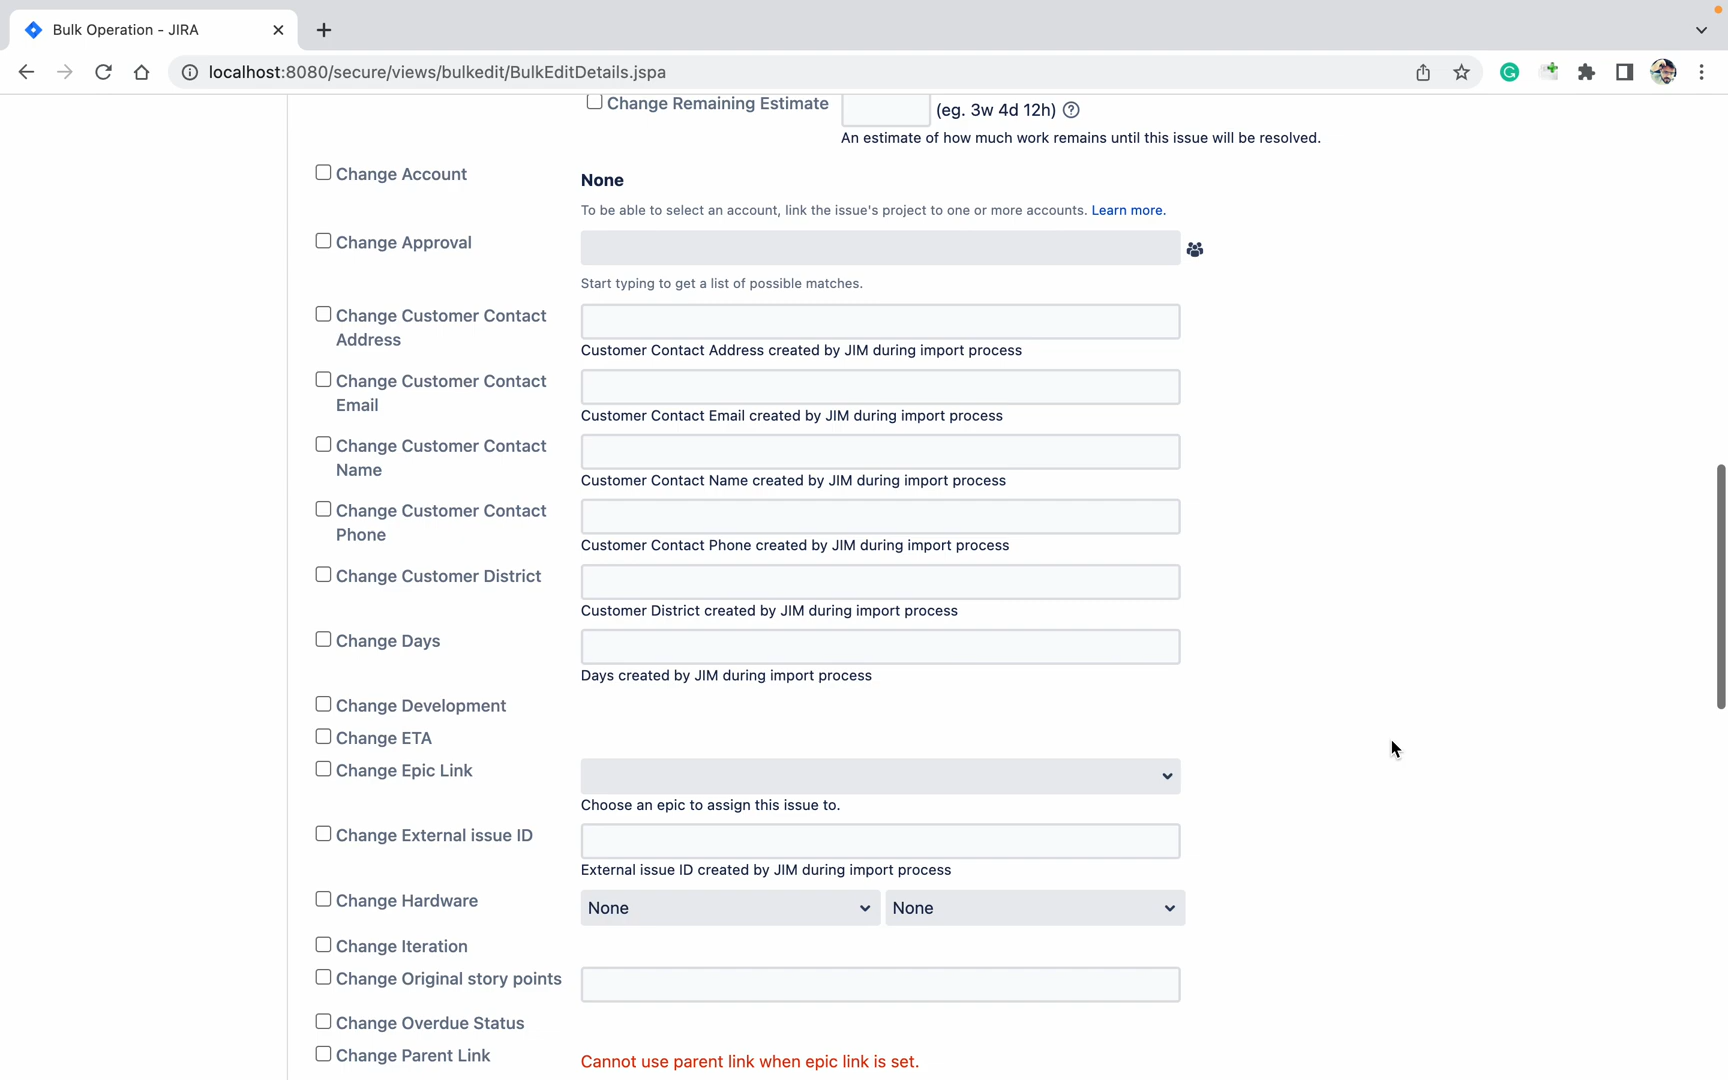 Bulk Operation - JIRA
localhost:8080/secure/views/bulkedit/BulkEditDetails.jspa
Change Remaining Estimate
(eg. 3w 4d 12h)
An estimate of how much work remains until this issue will be resolved.
Change Account
None
To be able to select an account, link the issue's project to one or more accounts. Learn more.
Change Approval
Start typing to get a list of possible matches.
Change Customer Contact
Address
Customer Contact Address created by JIM during import process
Change Customer Contact
Email
Customer Contact Email created by JIM during import process
Change Customer Contact
Name
Customer Contact Name created by JIM during import process
Change Customer Contact
Phone
Customer Contact Phone created by JIM during import process
Change Customer District
Customer District created by JIM during import process
Change Days
Days created by JIM during import process
Change Development
Change ETA
Change Epic Link
Choose an epic to assign this issue to.
Change External issue ID
External issue ID created by JIM during import process
Change Hardware
None
None
Change Iteration
Change Original story points
Change Overdue Status
Change Parent Link
Cannot use parent link when epic link is set.